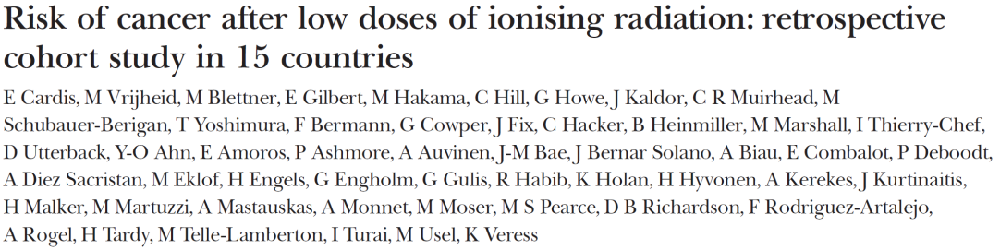 Risk of cancer after low doses of ionising radiation: retrospective
cohort study in 15 countries
E Cardis, M Vrijheid, M Blettner, E Gilbert, M Hakama, C Hill, G Howe, J Kaldor, C R Muirhead, M
Schubauer-Berigan, T Yoshimura, F Bermann, G Cowper, J Fix, C Hacker, B Heinmiller, M Marshall, I Thierry-Chef,
D Utterback, Y-O Ahn, E Amoros, P Ashmore, A Auvinen, J-M Bae, J Bernar Solano, A Biau, E Combalot, P Deboodt,
A Diez Sacristan, M Eklof, H Engels, G Engholm, G Gulis, R Habib, K Holan, H Hyvonen, A Kerekes, J Kurtinaitis,
H Malker, M Martuzzi, A Mastauskas, A Monnet, M Moser, M S Pearce, D B Richardson, F Rodriguez-Artalejo,
A Rogel, H Tardy, M Telle-Lamberton, I Turai, M Usel, K Veress